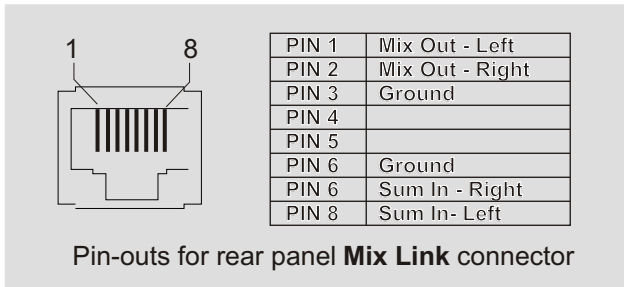 1 8
PIN 1 Mix Out - Left
PIN 2 Mix Out - Right
PIN 3 Ground
PIN 4
PIN 5
PIN 6 Ground
PIN 6 Sum In - Right
PIN 8 Sum In- Left
Pin-outs for rear panel Mix Link connector